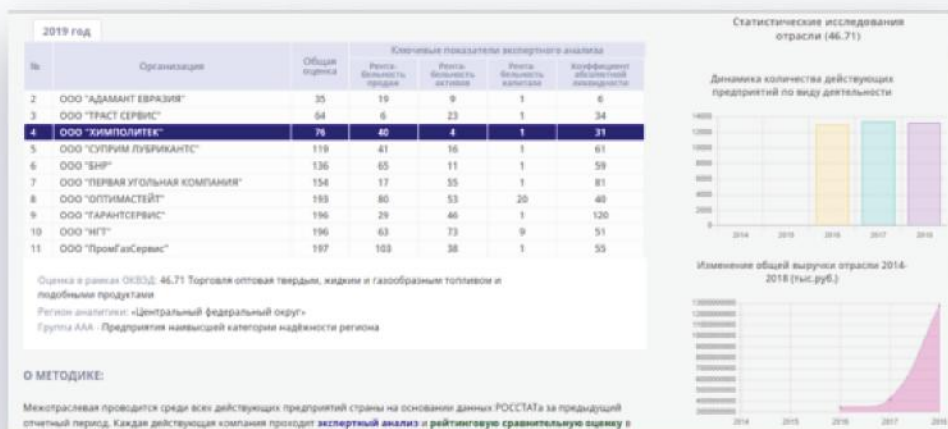 2019 год
Ключевые показатели экспертного анализа
№ Организация Общая оценка Рента-бельность продаж Рента-бельность активов Рента-бельность капитала Коэффициент абсолютной ликвидности
2 ООО "АДАМАНТ ЕВРАЗИЯ" 35 19 9 1 6
3 ООО "ТРАСТ СЕРВИС" 64 6 23 1 34
4 ООО "ХИМПОЛИТЕК" 76 40 4 1 31
5 ООО "СУПРИМ ЛУБРИКАНТС" 119 41 16 1 61
6 ООО "БНР" 136 65 11 1 59
7 ООО "ПЕРВАЯ УГОЛЬНАЯ КОМПАНИЯ" 154 17 55 1 81
8 ООО "ОПТИМАСТЕЙТ" 193 80 53 20 40
9 ООО "ГАРАНТСЕРВИС" 196 29 46 1 120
10 ООО "НГТ" 196 63 73 9 51
11 ООО "ПромГазСервис" 197 103 38 1 55
Оценка в рамках ОКВЭД: 46.71 Торговля оптовая твердым, жидким и газообразным топливом и
подобными продуктами
Регион аналитики: «Центральный федеральный округ»
Группа ААА - Предприятия наивысшей категории надёжности региона
О МЕТОДИКЕ:
Межотраслевая проводится среди всех действующих предприятий страны на основании данных РОССТАТа за предыдущий
отчетный период. Каждая действующая компания проходит экспертный анализ и рейтинговую сравнительную оценку в
Статистические исследования
отрасли (46.71)
Динамика количества действующих
предприятий по виду деятельности
14000
12000
10000
8000
6000
4000
2000
0
2014 2015 2016 2017 2018
Изменение общей выручки отрасли 2014-
2018 (тыс.руб.)
2014 2015 2016 2017 2018